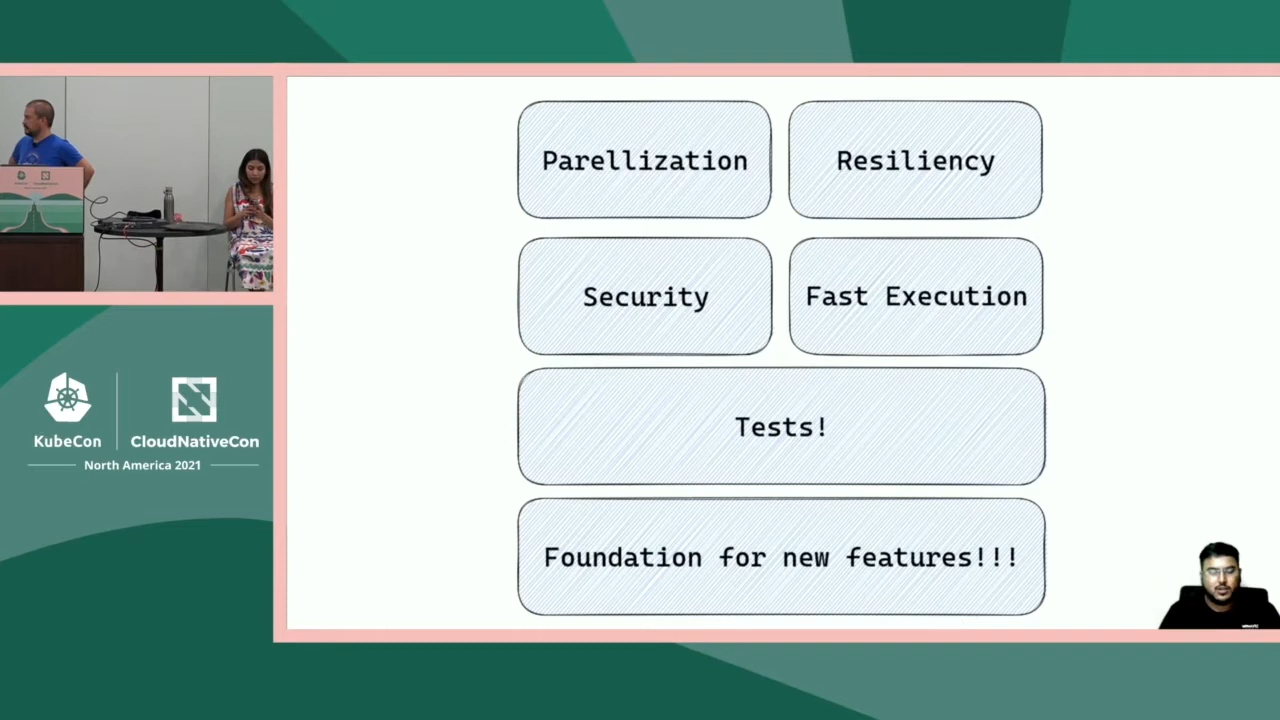 Parellization
Resiliency
Security
Fast Execution
Tests!
Foundation for new features!!!
KubeCon
CloudNativeCon
North America 2021